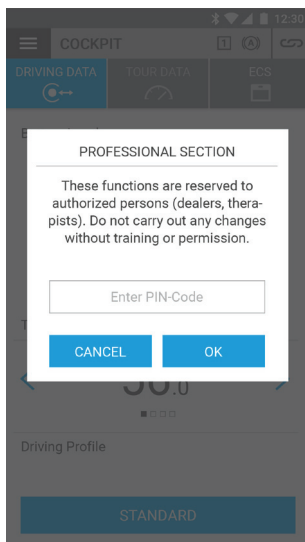 12:30
COCKPIT
1
A
DRIVING DATA
TOUR DATA
ECS
PROFESSIONAL SECTION
These functions are reserved to
authorized persons (dealers, thera-
pists). Do not carry out any changes
without training or permission.
Enter PIN-Code
CANCEL
OK
.0
Driving Profile
STANDARD